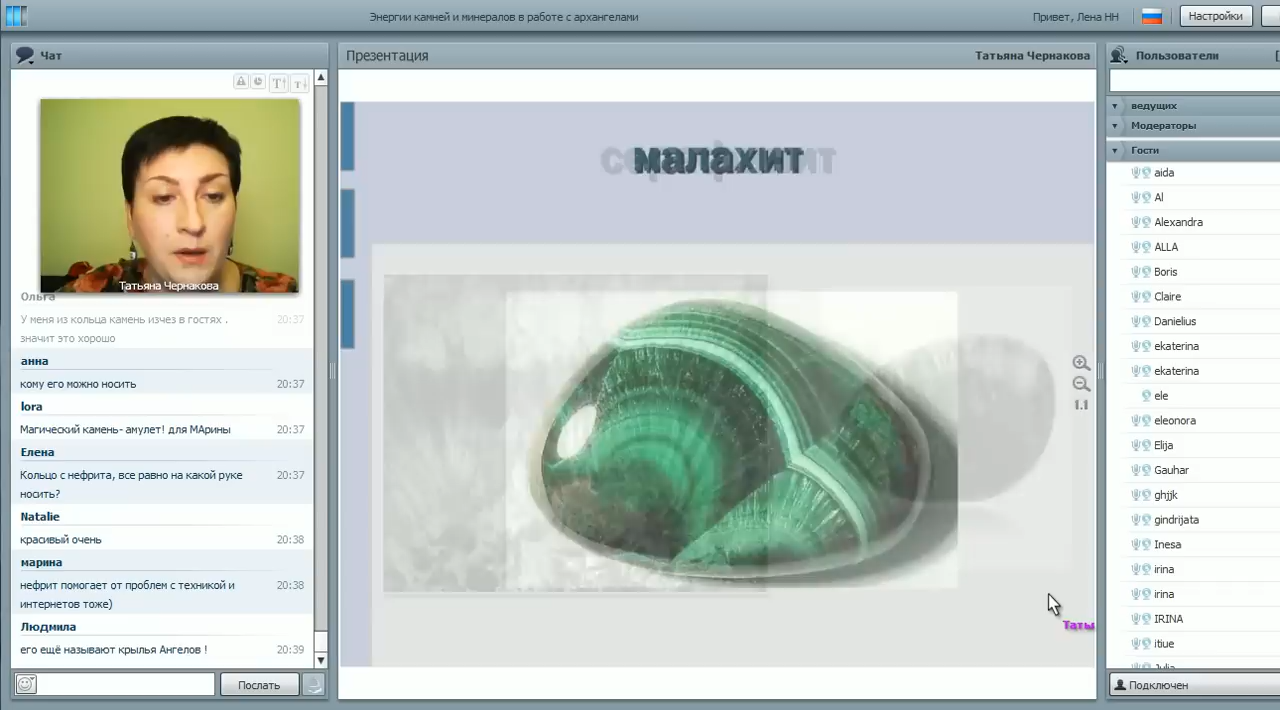 Энергии камней и минералов в работе с архангелами
Привет, Лена НН
Настройки
Чат
Татьяна Чернакова
Ольга
У меня из кольца камень изчез в гостях .
значит это хорошо
20:37
анна
кому его можно носить
20:37
lora
Магический камень- амулет! для МАрины
20:37
Елена
Кольцо с нефрита, все равно на какой руке
носить?
20:37
Natalie
красивый очень
20:38
марина
нефрит помогает от проблем с техникой и
интернетов тоже)
20:38
Людмила
его ещё называют крылья Ангелов !
20:39
Послать
Презентация
Татьяна Чернакова
малахит
1:1
Таты
Пользователи
ведущих
Модераторы
Гости
aida
Al
Alexandra
ALLA
Boris
Claire
Danielius
ekaterina
ekaterina
ele
eleonora
Elija
Gauhar
ghjjk
gindrijata
Inesa
irina
irina
IRINA
itiue
Подключен